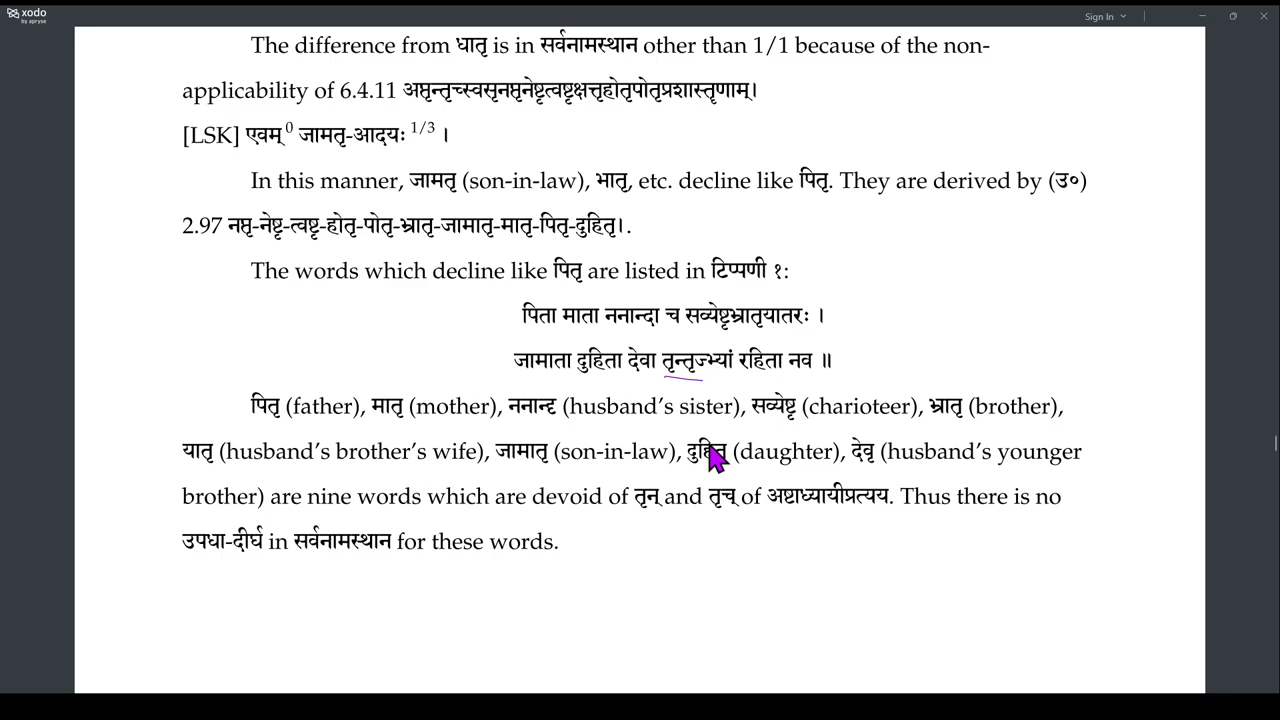 xodo
by apryse
Sign In
The difference from धातृ is in सर्वनामस्थान other than 1/1 because of the non-
applicability of 6.4.11 अप्तृन्तृच्स्वसृनप्तृनेष्टृत्वष्टृक्षत्तृहोतृपोतृप्रशास्तॄणाम्।
[LSK] एवम् 0 जामतृ-आदयः 1/3 ।
In this manner, जामतृ (son-in-law), भातृ, etc. decline like पितृ. They are derived by (उ०)
2.97 नप्तृ-नेष्टृ-त्वष्टृ-होतृ-पोतृ-भ्रातृ-जामातृ-मातृ-पितृ-दुहितृ।.
The words which decline like पितृ are listed in टिप्पणी १:
पिता माता ननान्दा च सव्येष्टृभ्रातृयातरः ।
जामाता दुहिता देवा तृन्तृज्भ्यां रहिता नव ॥
पितृ (father), मातृ (mother), ननान्दृ (husband's sister), सव्येष्टृ (charioteer), भ्रातृ (brother),
यातृ (husband's brother's wife), जामातृ (son-in-law), दुहितृ (daughter), देवृ (husband's younger
brother) are nine words which are devoid of तृन् and तृच् of अष्टाध्यायीप्रत्यय. Thus there is no
उपधा-दीर्घ in सर्वनामस्थान for these words.